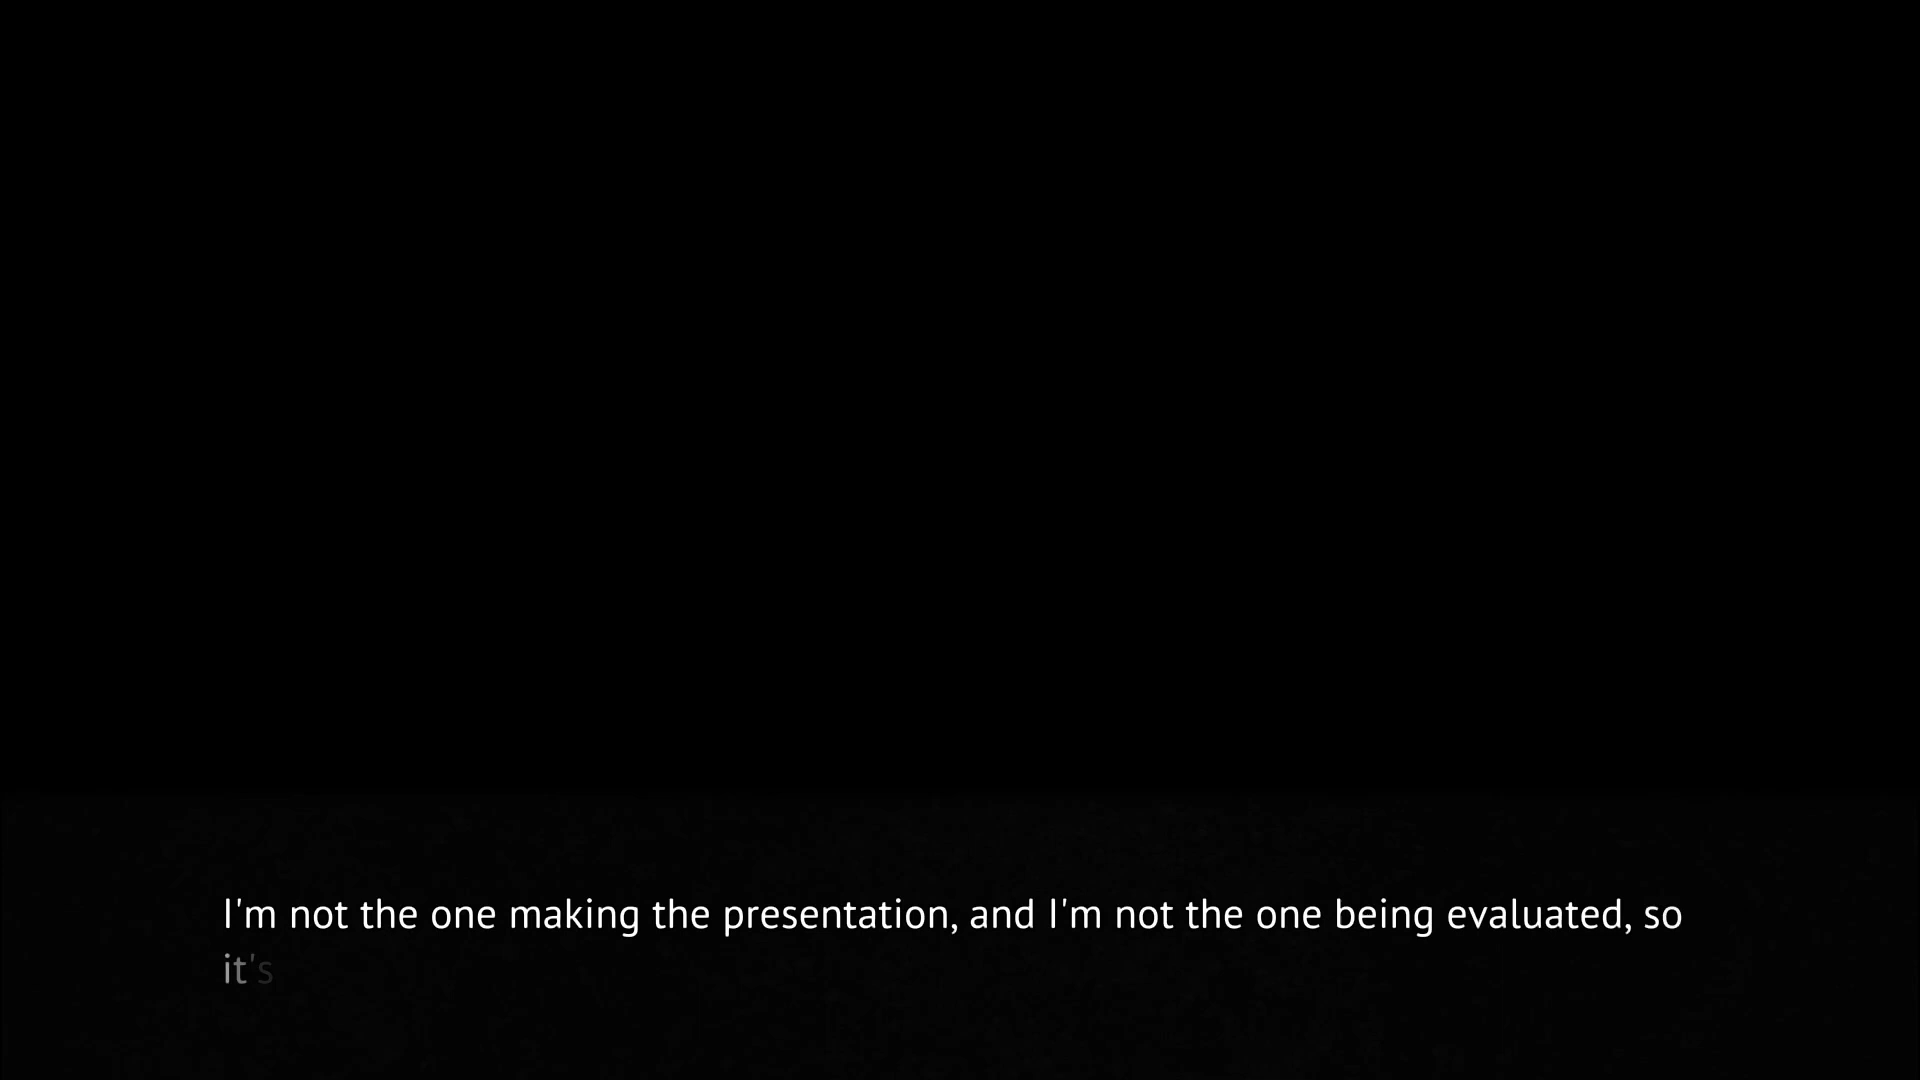 I'm not the one making the presentation, and I'm not the one being evaluated, so
it's